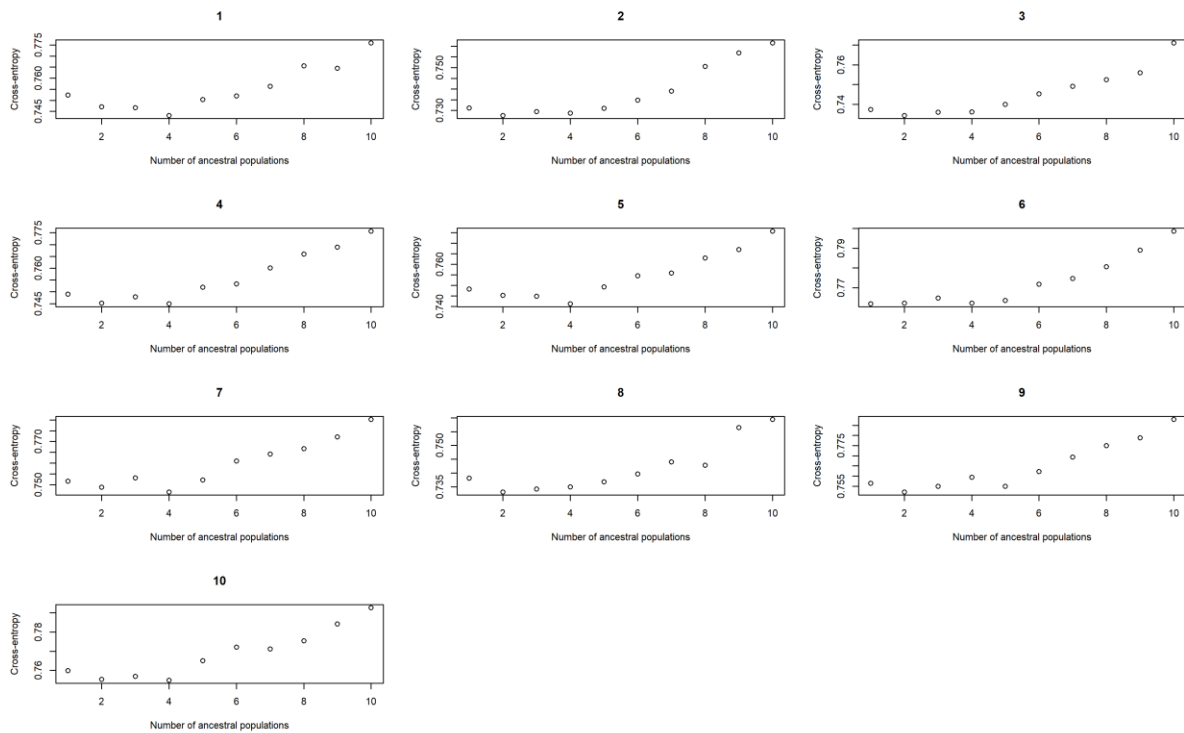 1
Cross-entropy
0.745 0.760 0.775
2 4 6 8 10
Number of ancestral populations
2
Cross-entropy
0.730 0.750
2 4 6 8 10
Number of ancestral populations
3
Cross-entropy
0.74 0.76
2 4 6 8 10
Number of ancestral populations
4
Cross-entropy
0.745 0.760 0.775
2 4 6 8 10
Number of ancestral populations
5
Cross-entropy
0.740 0.760
2 4 6 8 10
Number of ancestral populations
6
Cross-entropy
0.77 0.79
2 4 6 8 10
Number of ancestral populations
7
Cross-entropy
0.750 0.770
2 4 6 8 10
Number of ancestral populations
8
Cross-entropy
0.735 0.750
2 4 6 8 10
Number of ancestral populations
9
Cross-entropy
0.755 0.775
2 4 6 8 10
Number of ancestral populations
10
Cross-entropy
0.76 0.78
2 4 6 8 10
Number of ancestral populations